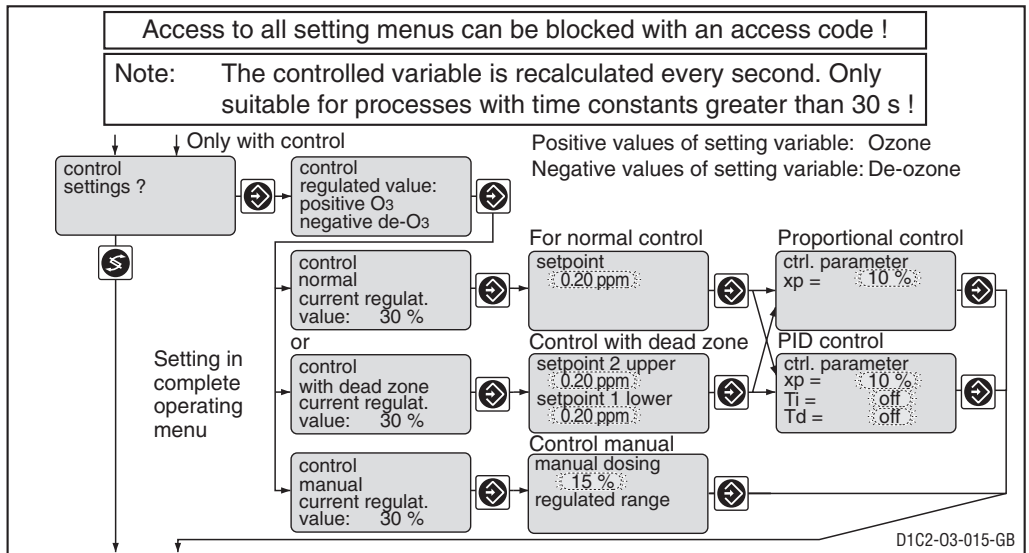 Access to all setting menus can be blocked with an access code !
Note: The controlled variable is recalculated every second. Only
suitable for processes with time constants greater than 30 s !
Only with control
Positive values of setting variable: Ozone
Negative values of setting variable: De-ozone
control
settings ?
control
regulated value:
positive O3
negative de-O3
For normal control
Proportional control
control
normal
current regulat.
value: 30 %
setpoint
0.20 ppm
ctrl. parameter
xp = 10 %
or
Setting in
complete
operating
menu
Control with dead zone
PID control
control
with dead zone
current regulat.
value: 30 %
setpoint 2 upper
0.20 ppm
setpoint 1 lower
0.20 ppm
ctrl. parameter
xp = 10 %
Ti = off
Td = off
Control manual
control
manual
current regulat.
value: 30 %
manual dosing
15 %
regulated range
D1C2-O3-015-GB